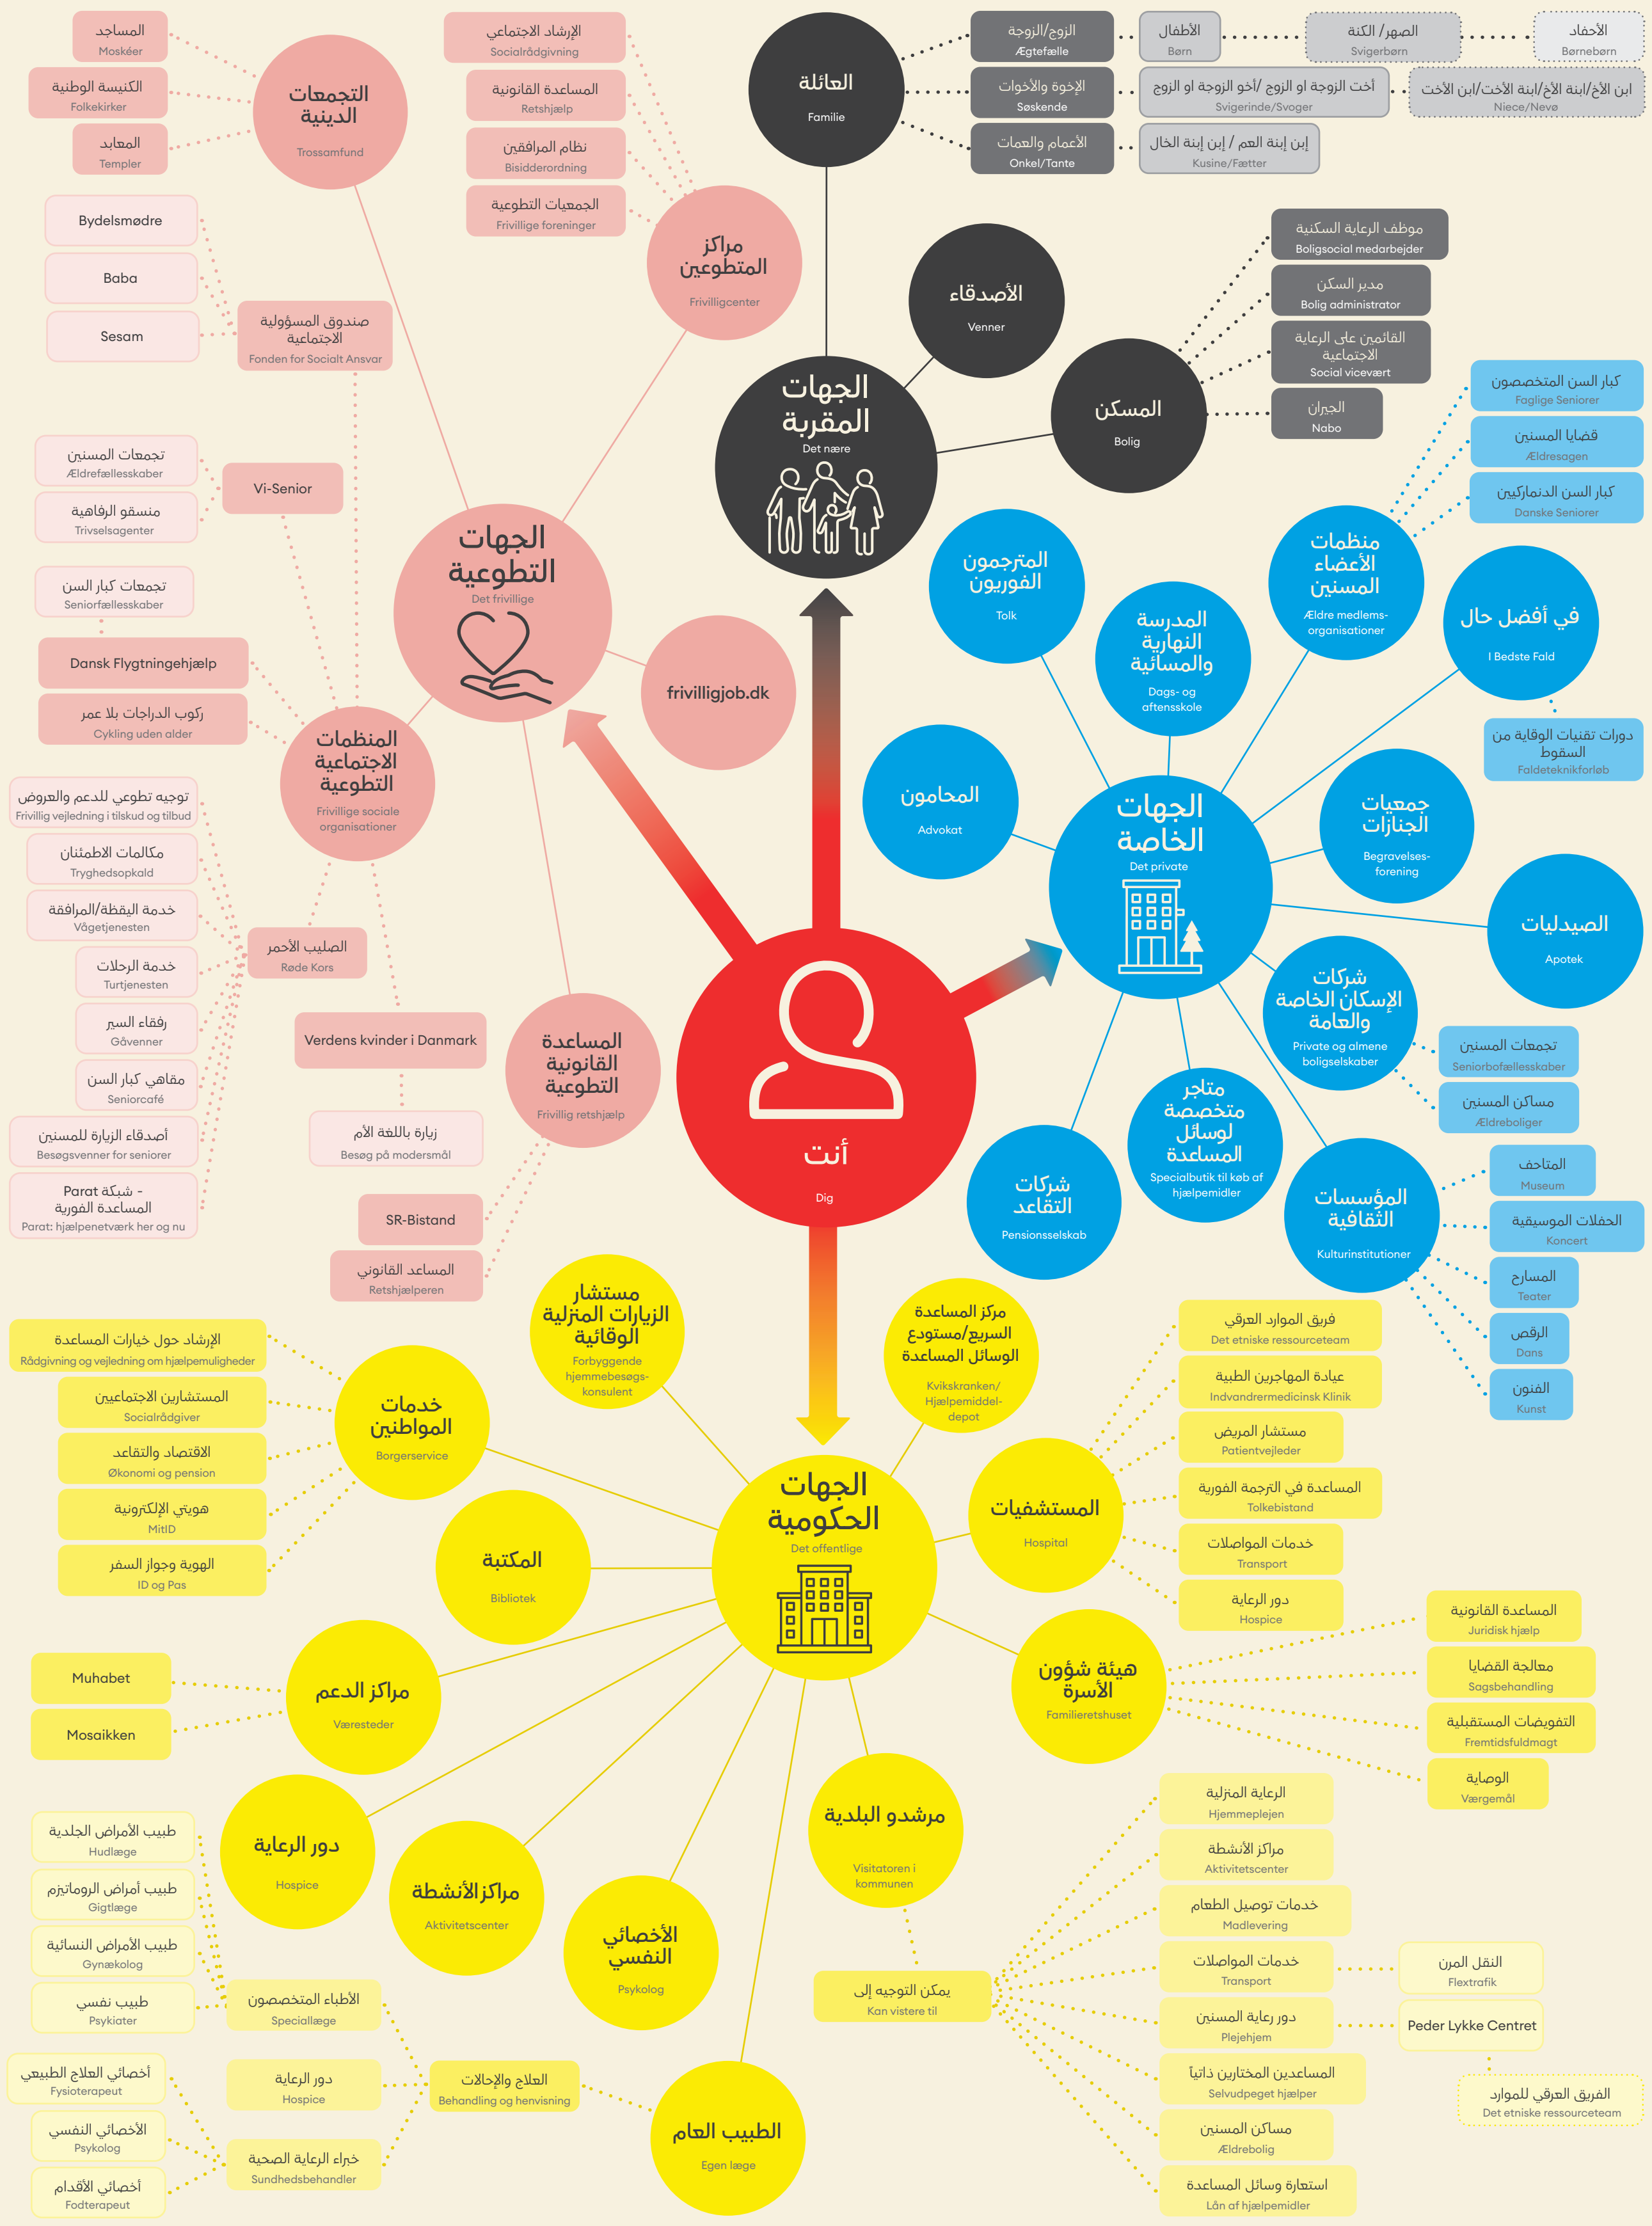 المساجد
Moskéer
الكنيسة الوطنية
Folkekirker
المعابد
Templer
التجمعات
الدينية
Trossamfund
الإرشاد الاجتماعي
Socialrådgivning
المساعدة القانونية
Retshjælp
نظام المرافقين
Bisidderordning
الجمعيات التطوعية
Frivillige foreninger
مراكز
المتطوعين
Frivilligcenter
العائلة
Familie
الزوج/الزوجة
Ægtefælle
الأطفال
Børn
الصهر/ الكنة
Svigerbørn
الأحفاد
Børnebørn
الإخوة والأخوات
Søskende
أخت الزوجة او الزوج /أخو الزوجة او الزوج
Svigerinde/Svoger
ابن الأخ/ابنة الأخ/ابنة الأخت/ابن الأخت
Niece/Nevø
الأعمام والعمات
Onkel/Tante
إبن إبنة العم / إبن إبنة الخال
Kusine/Fætter
الأصدقاء
Venner
المسكن
Bolig
موظف الرعاية السكنية
Boligsocial medarbejder
مدير السكن
Bolig administrator
القائمين على الرعاية
الاجتماعية
Social vicevært
الجيران
Nabo
الجهات
المقربة
Det nære
Bydelsmødre
Baba
Sesam
صندوق المسؤولية
الاجتماعية
Fonden for Socialt Ansvar
تجمعات المسنين
Ældrefællesskaber
منسقو الرفاهية
Trivselsagenter
Vi-Senior
تجمعات كبار السن
Seniorfællesskaber
Dansk Flygtningehjælp
ركوب الدراجات بلا عمر
Cykling uden alder
الجهات
التطوعية
Det frivillige
frivilligjob.dk
المنظمات
الاجتماعية
التطوعية
Frivillige sociale
organisationer
توجيه تطوعي للدعم والعروض
Frivillig vejledning i tilskud og tilbud
مكالمات الاطمئنان
Tryghedsopkald
خدمة اليقظة/المرافقة
Vågetjenesten
خدمة الرحلات
Turtjenesten
رفقاء السير
Gåvenner
مقاهي كبار السن
Seniorcafé
أصدقاء الزيارة للمسنين
Besøgsvenner for seniorer
Parat شبكة -
المساعدة الفورية
Parat: hjælpenetværk her og nu
الصليب الأحمر
Røde Kors
Verdens kvinder i Danmark
زيارة باللغة الأم
Besøg på modersmål
المساعدة
القانونية
التطوعية
Frivillig retshjælp
SR-Bistand
المساعد القانوني
Retshjælperen
أنت
Dig
كبار السن المتخصصون
Faglige Seniorer
قضايا المسنين
Ældresagen
كبار السن الدنماركيين
Danske Seniorer
منظمات
الأعضاء
المسنين
Ældre medlems-
organisationer
المترجمون
الفوريون
Tolk
المدرسة
النهارية
والمسائية
Dags- og
aftensskole
في أفضل حال
I Bedste Fald
دورات تقنيات الوقاية من
السقوط
Faldeteknikforløb
المحامون
Advokat
الجهات
الخاصة
Det private
جمعيات
الجنازات
Begravelses-
forening
الصيدليات
Apotek
شركات
الإسكان الخاصة
والعامة
Private og almene
boligselskaber
تجمعات المسنين
Seniorbofællesskaber
مساكن المسنين
Ældreboliger
متاجر
متخصصة
لوسائل
المساعدة
Specialbutik til køb af
hjælpemidler
شركات
التقاعد
Pensionsselskab
المؤسسات
الثقافية
Kulturinstitutioner
المتاحف
Museum
الحفلات الموسيقية
Koncert
المسارح
Teater
الرقص
Dans
الفنون
Kunst
مستشار
الزيارات المنزلية
الوقائية
Forbyggende
hjemmebesøgs-
konsulent
مركز المساعدة
السريع/مستودع
الوسائل المساعدة
Kvikskranken/
Hjælpemiddel-
depot
الإرشاد حول خيارات المساعدة
Rådgivning og vejledning om hjælpemuligheder
المستشارين الاجتماعيين
Socialrådgiver
الاقتصاد والتقاعد
Økonomi og pension
هويتي الإلكترونية
MitID
الهوية وجواز السفر
ID og Pas
خدمات
المواطنين
Borgerservice
المكتبة
Bibliotek
الجهات
الحكومية
Det offentlige
المستشفيات
Hospital
فريق الموارد العرقي
Det etniske ressourceteam
عيادة المهاجرين الطبية
Indvandrermedicinsk Klinik
مستشار المريض
Patientvejleder
المساعدة في الترجمة الفورية
Tolkebistand
خدمات المواصلات
Transport
دور الرعاية
Hospice
هيئة شؤون
الأسرة
Familieretshuset
المساعدة القانونية
Juridisk hjælp
معالجة القضايا
Sagsbehandling
التفويضات المستقبلية
Fremtidsfuldmagt
الوصاية
Værgemål
Muhabet
Mosaikken
مراكز الدعم
Væresteder
دور الرعاية
Hospice
مراكز الأنشطة
Aktivitetscenter
الأخصائي
النفسي
Psykolog
مرشدو البلدية
Visitatoren i
kommunen
يمكن التوجيه إلى
Kan vistere til
الرعاية المنزلية
Hjemmeplejen
مراكز الأنشطة
Aktivitetscenter
خدمات توصيل الطعام
Madlevering
خدمات المواصلات
Transport
النقل المرن
Flextrafik
دور رعاية المسنين
Plejehjem
Peder Lykke Centret
الفريق العرقي للموارد
Det etniske ressourceteam
المساعدين المختارين ذاتياً
Selvudpeget hjælper
مساكن المسنين
Ældrebolig
استعارة وسائل المساعدة
Lån af hjælpemidler
طبيب الأمراض الجلدية
Hudlæge
طبيب أمراض الروماتيزم
Gigtlæge
طبيب الأمراض النسائية
Gynækolog
طبيب نفسي
Psykiater
الأطباء المتخصصون
Speciallæge
دور الرعاية
Hospice
العلاج والإحالات
Behandling og henvisning
أخصائي العلاج الطبيعي
Fysioterapeut
الأخصائي النفسي
Psykolog
أخصائي الأقدام
Fodterapeut
خبراء الرعاية الصحية
Sundhedsbehandler
الطبيب العام
Egen læge